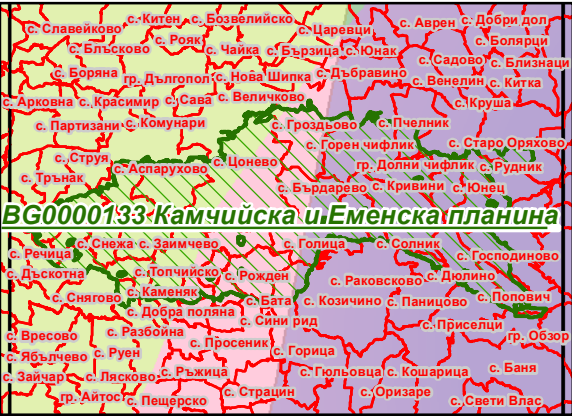 с. Славейково с. Китен с. Бозвелийско с. Царевци с. Аврен с. Добри дол
с. Блъсково с. Рояк с. Чайка с. Бързица с. Юнак с. Болярци
с. Боряна гр. Дългопол с. Нова Шипка с. Дъбравино с. Садово с. Близнаци
с. Венелин с. Китка
с. Арковна с. Красимир с. Сава с. Величково с. Круша
с. Партизани с. Комунари с. Гроздьово с. Пчелник
с. Горен чифлик с. Старо Оряхово
с. Струя с. Аспарухово с. Цонево гр. Долни чифлик с. Рудник
с. Трънак с. Бърдарево с. Кривини с. Юнец
BG0000133 Камчийска и Еменска планина
с. Речица с. Снежа с. Заимчево с. Голица с. Солник с. Господиново
с. Дъскотна с. Топчийско с. Рожден с. Раковсково с. Дюлино
с. Снягово с. Каменяк с. Бата с. Козичино с. Паницово с. Попович
с. Добра поляна с. Сини рид с. Приселци
с. Вресово с. Разбойна с. Просеник гр. Обзор
с. Ябълчево с. Руен с. Горица
с. Зайчар с. Лясково с. Ръжица с. Гюльовца с. Кошарица с. Баня
гр. Айтос с. Пещерско с. Страцин с. Оризаре с. Свети Влас